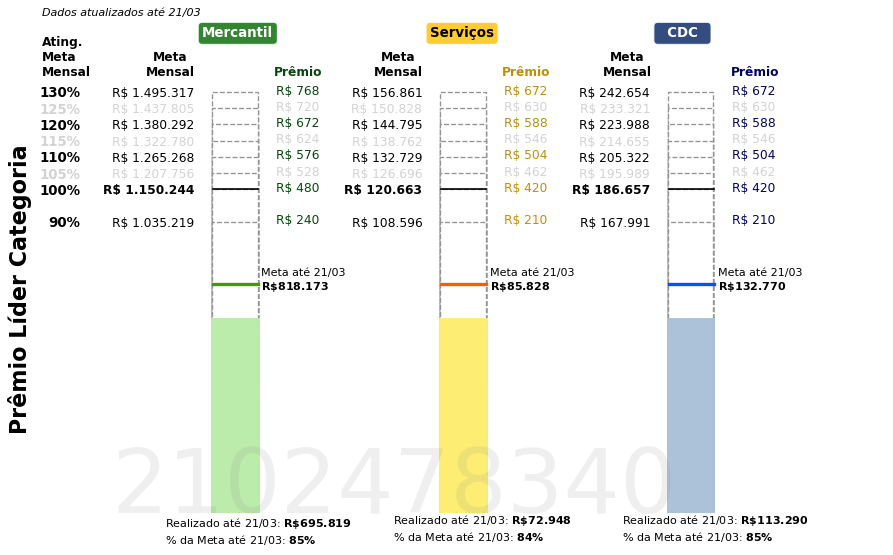 Dados atualizados até 21/03
Mercantil Serviços CDC
Ating.
Meta Meta Meta Meta
Mensal Mensal Prêmio Mensal Prêmio Mensal Prêmio
130% R$ 1.495.317 R$ 768 R$ 156.861 R$ 672 R$ 242.654 R$ 672
125% R$ 1.437.805 R$ 720 R$ 150.828 R$ 630 R$ 233.321 R$ 630
120% R$ 1.380.292 R$ 672 R$ 144.795 R$ 588 R$ 223.988 R$ 588
115% R$ 1.322.780 R$ 624 R$ 138.762 R$ 546 R$ 214.655 R$ 546
110% R$ 1.265.268 R$ 576 R$ 132.729 R$ 504 R$ 205.322 R$ 504
105% R$ 1.207.756 R$ 528 R$ 126.696 R$ 462 R$ 195.989 R$ 462
100% R$ 1.150.244 R$ 480 R$ 120.663 R$ 420 R$ 186.657 R$ 420
90% R$ 1.035.219 R$ 240 R$ 108.596 R$ 210 R$ 167.991 R$ 210
Meta até 21/03 Meta até 21/03 Meta até 21/03
R$818.173 R$85.828 R$132.770
Prêmio Líder Categoria
2102478340
Realizado até 21/03: R$695.819 Realizado até 21/03: R$72.948 Realizado até 21/03: R$113.290
% da Meta até 21/03: 85% % da Meta até 21/03: 84% % da Meta até 21/03: 85%